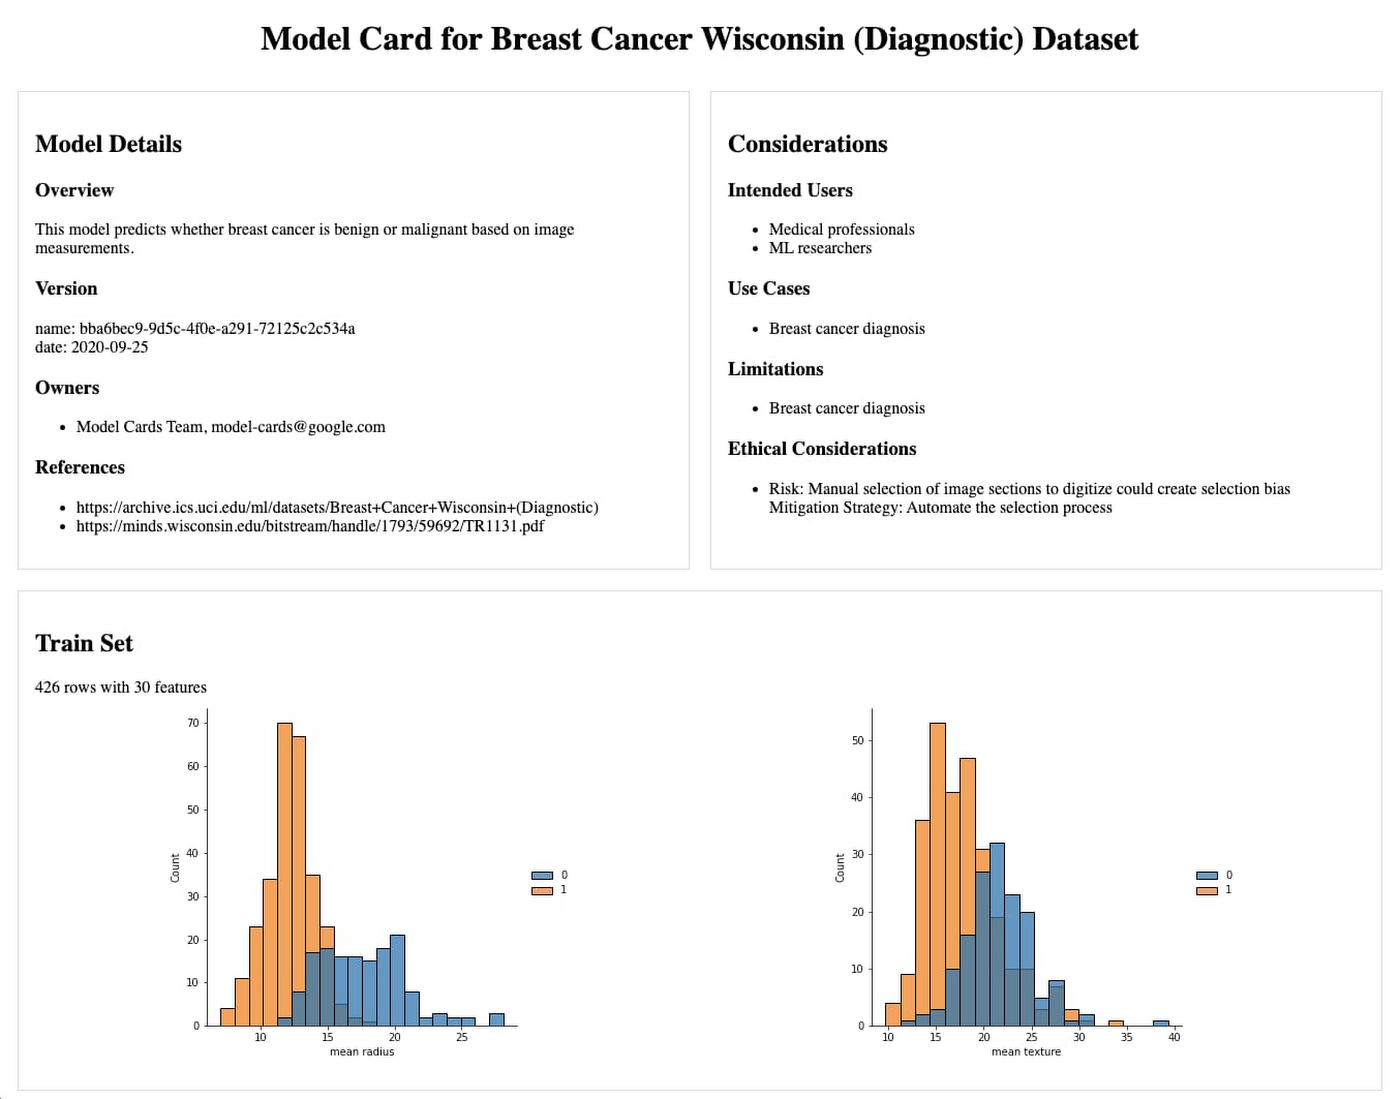 Model Card for Breast Cancer Wisconsin (Diagnostic) Dataset
Model Details
Overview
This model predicts whether breast cancer is benign or malignant based on image
measurements.
Version
name: bba6bec9-9d5c-4f0e-a291-72125c2c534a
date: 2020-09-25
Owners
• Model Cards Team, model-cards@google.com
References
• https://archive.ics.uci.edu/ml/datasets/Breast+Cancer+Wisconsin+(Diagnostic)
• https://minds.wisconsin.edu/bitstream/handle/1793/59692/TR1131.pdf
Considerations
Intended Users
• Medical professionals
• ML researchers
Use Cases
• Breast cancer diagnosis
Limitations
• Breast cancer diagnosis
Ethical Considerations
• Risk: Manual selection of image sections to digitize could create selection bias
Mitigation Strategy: Automate the selection process
Train Set
426 rows with 30 features
70
60
50
40
30
20
10
0
Count
10 15 20 25
mean radius
0
1
50
40
30
20
10
0
Count
10 15 20 25 30 35 40
mean texture
0
1